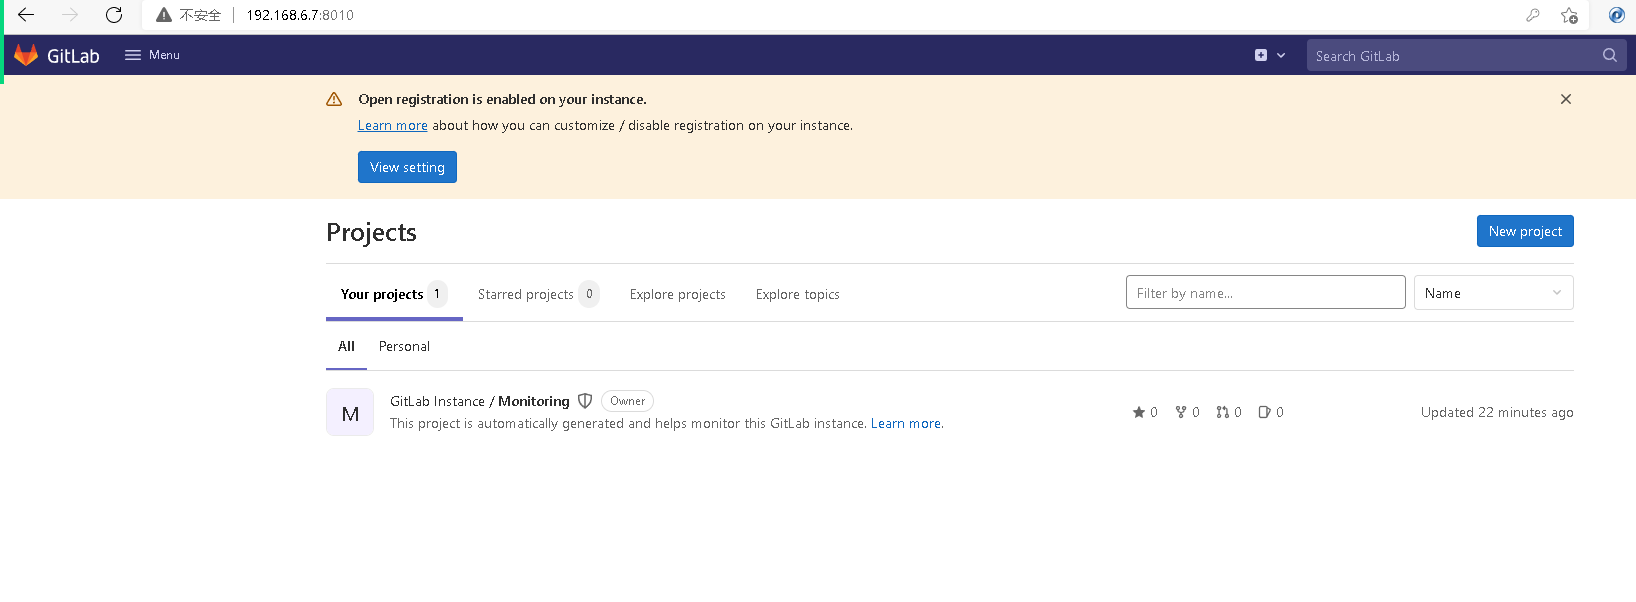 不安全 192.168.6.7:8010
GitLab Menu Search GitLab
Open registration is enabled on your instance.
Learn more about how you can customize / disable registration on your instance.
View setting
Projects New project
Your projects 1 Starred projects 0 Explore projects Explore topics Filter by name... Name
All Personal
M
GitLab Instance / Monitoring Owner
This project is automatically generated and helps monitor this GitLab instance. Learn more.
0 0 0 0 Updated 22 minutes ago